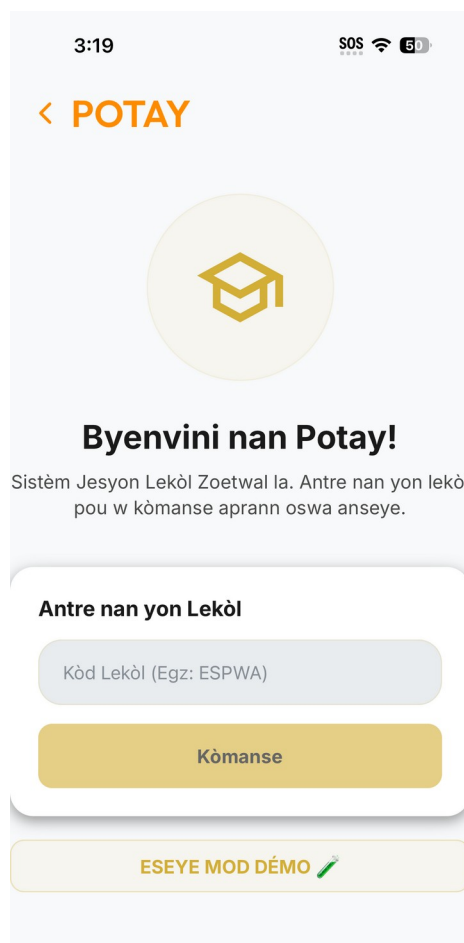 3:19
SOS
50
POTAY
Byenvini nan Potay!
Sistèm Jesyon Lekòl Zoetwal la. Antre nan yon lekò
pou w kòmanse aprann oswa anseye.
Antre nan yon Lekòl
Kòd Lekòl (Egz: ESPWA)
Kòmanse
ESEYE MOD DÉMO